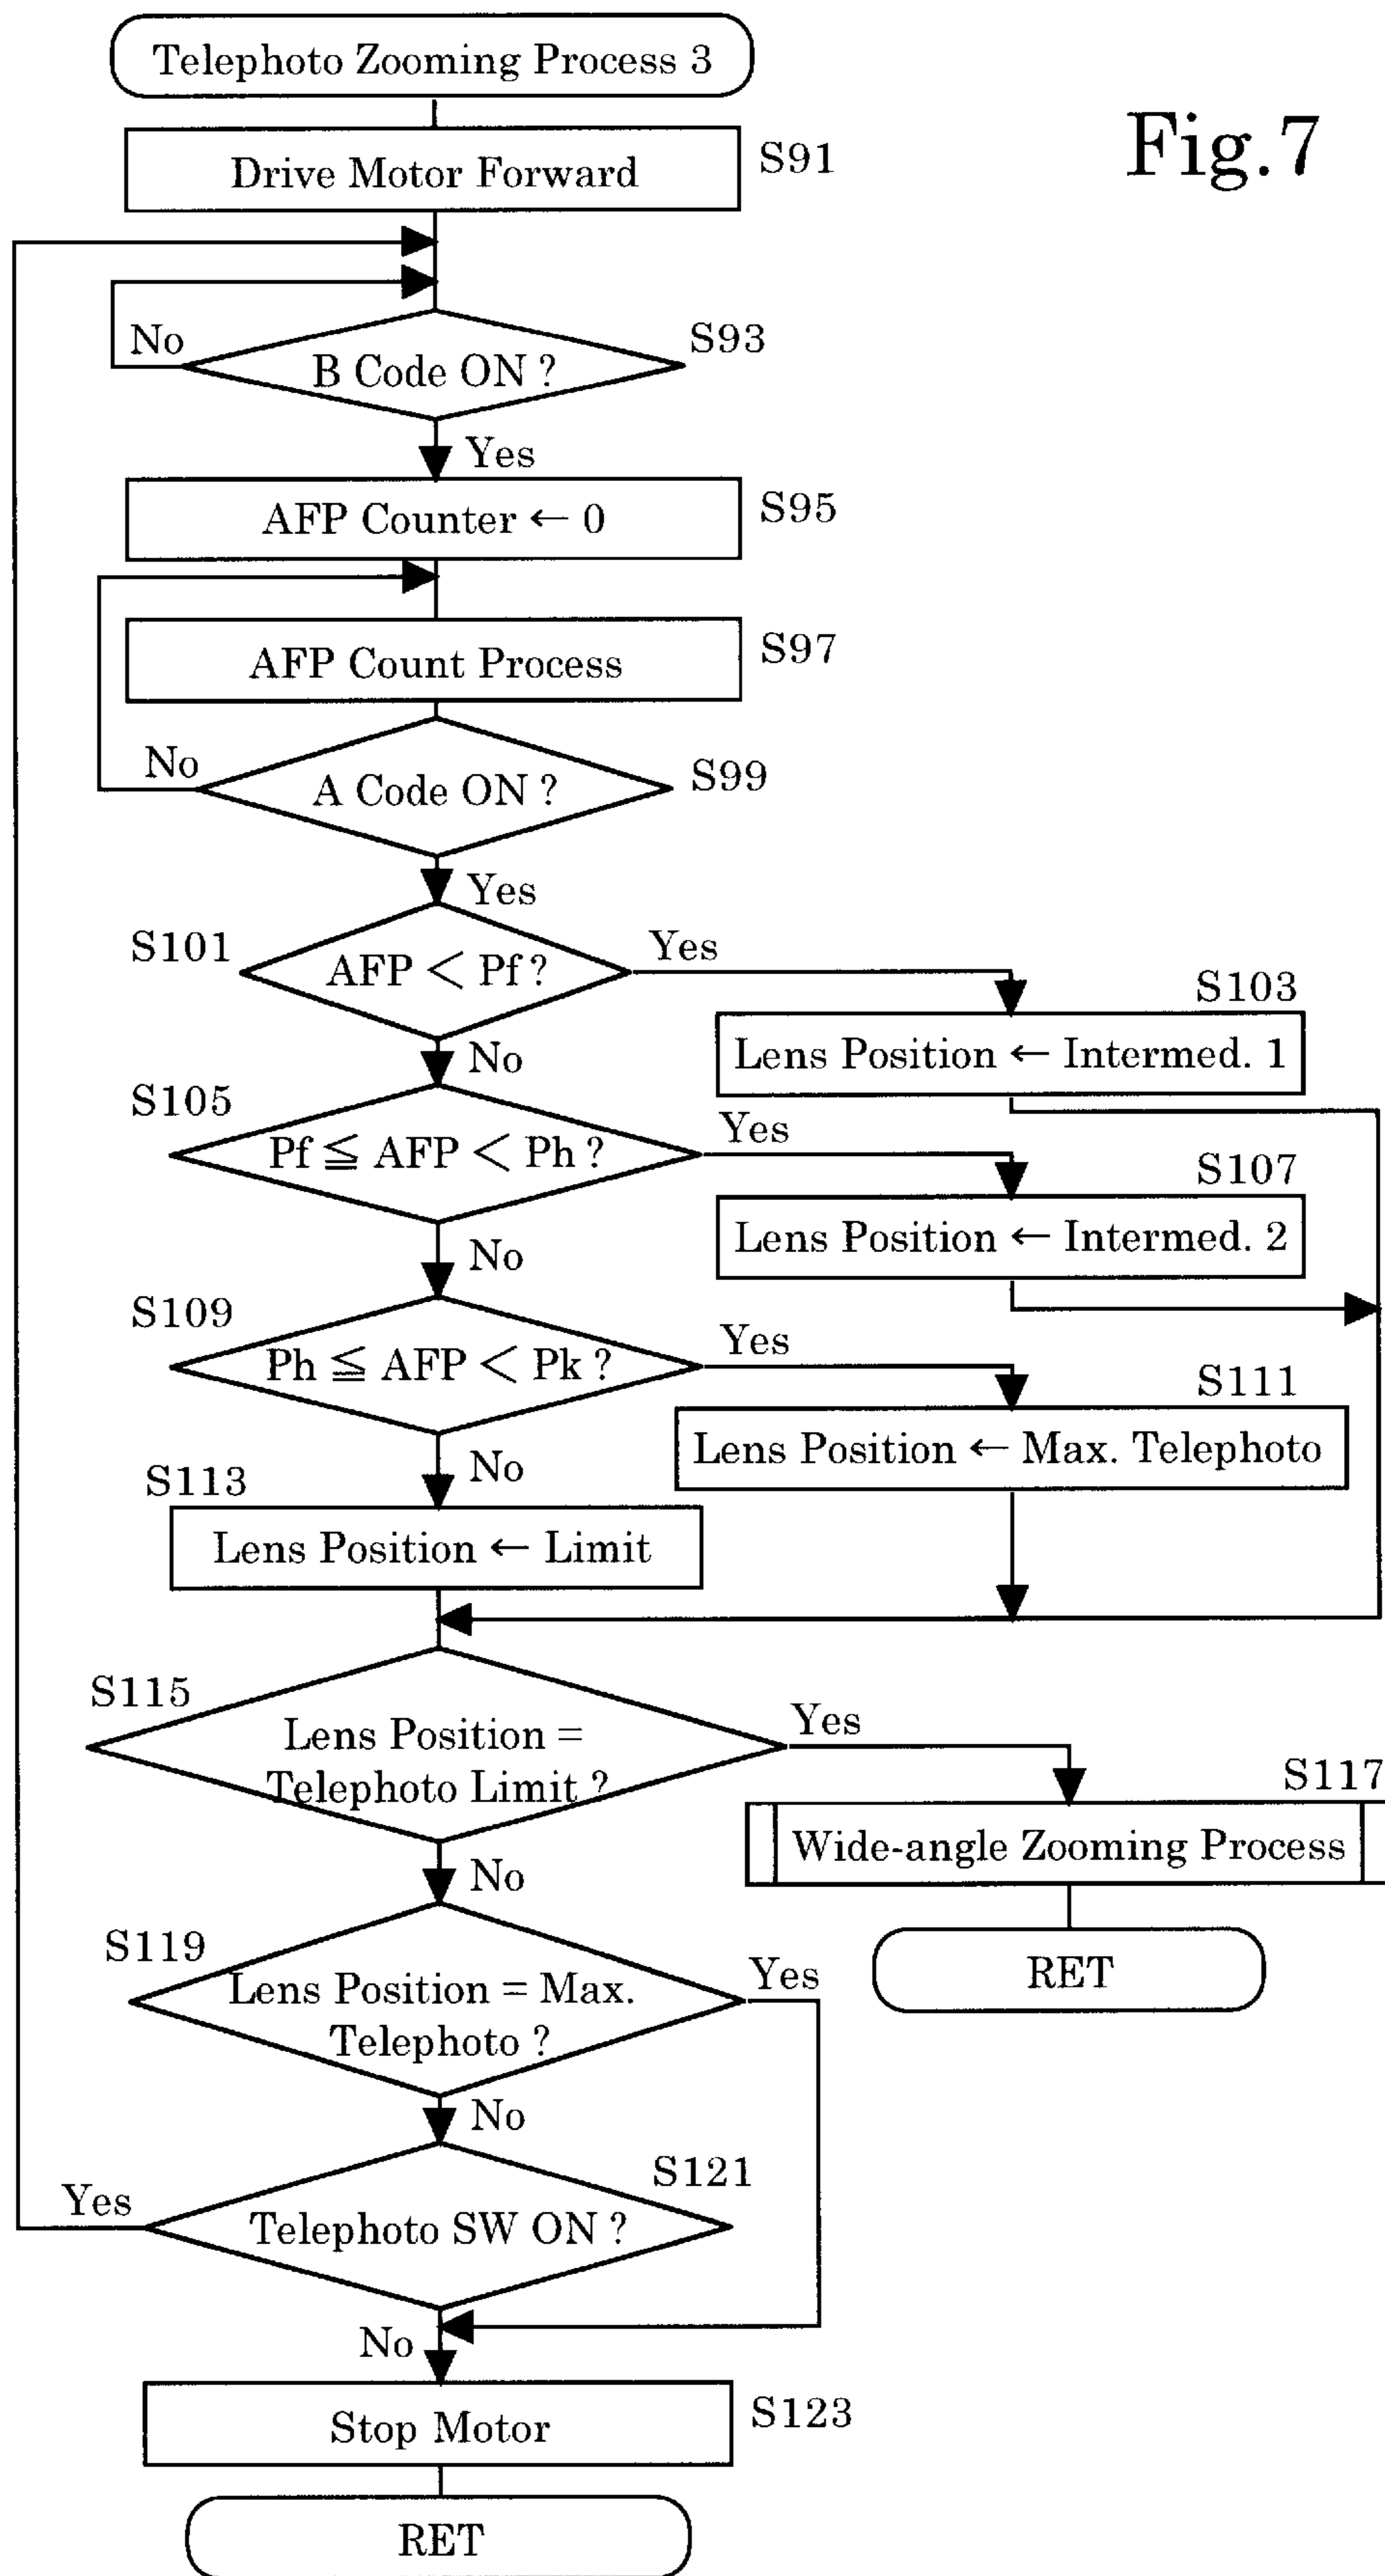 Telephoto Zooming Process 3
Fig.7
Drive Motor Forward
S91
No
B Code ON ?
S93
Yes
AFP Counter ← 0
S95
AFP Count Process
S97
No
A Code ON ?
S99
Yes
S101
AFP < Pf ?
Yes
S103
Lens Position ← Intermed. 1
No
S105
Pf ≦ AFP < Ph ?
Yes
S107
Lens Position ← Intermed. 2
No
S109
Ph ≦ AFP < Pk ?
Yes
S111
Lens Position ← Max. Telephoto
No
S113
Lens Position ← Limit
S115
Lens Position =
Telephoto Limit ?
Yes
S117
Wide-angle Zooming Process
RET
No
S119
Lens Position = Max.
Telephoto ?
Yes
No
S121
Telephoto SW ON ?
Yes
No
Stop Motor
S123
RET